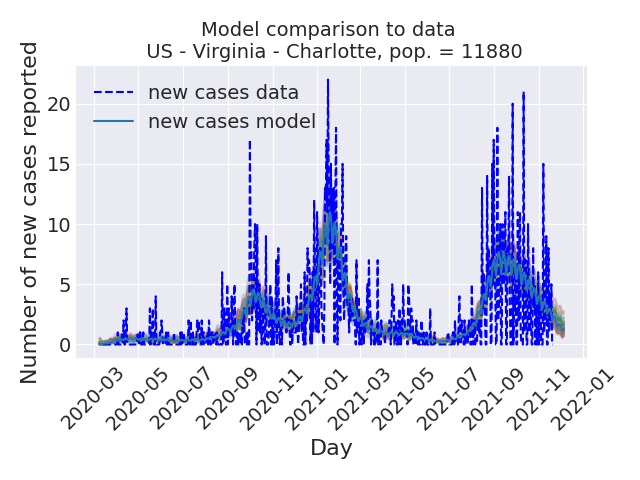 Model comparison to data
US - Virginia - Charlotte, pop. = 11880
Number of new cases reported
20
15
10
5
0
new cases data
new cases model
2020-03
2020-05
2020-07
2020-09
2020-11
2021-01
2021-03
2021-05
2021-07
2021-09
2021-11
2022-01
Day